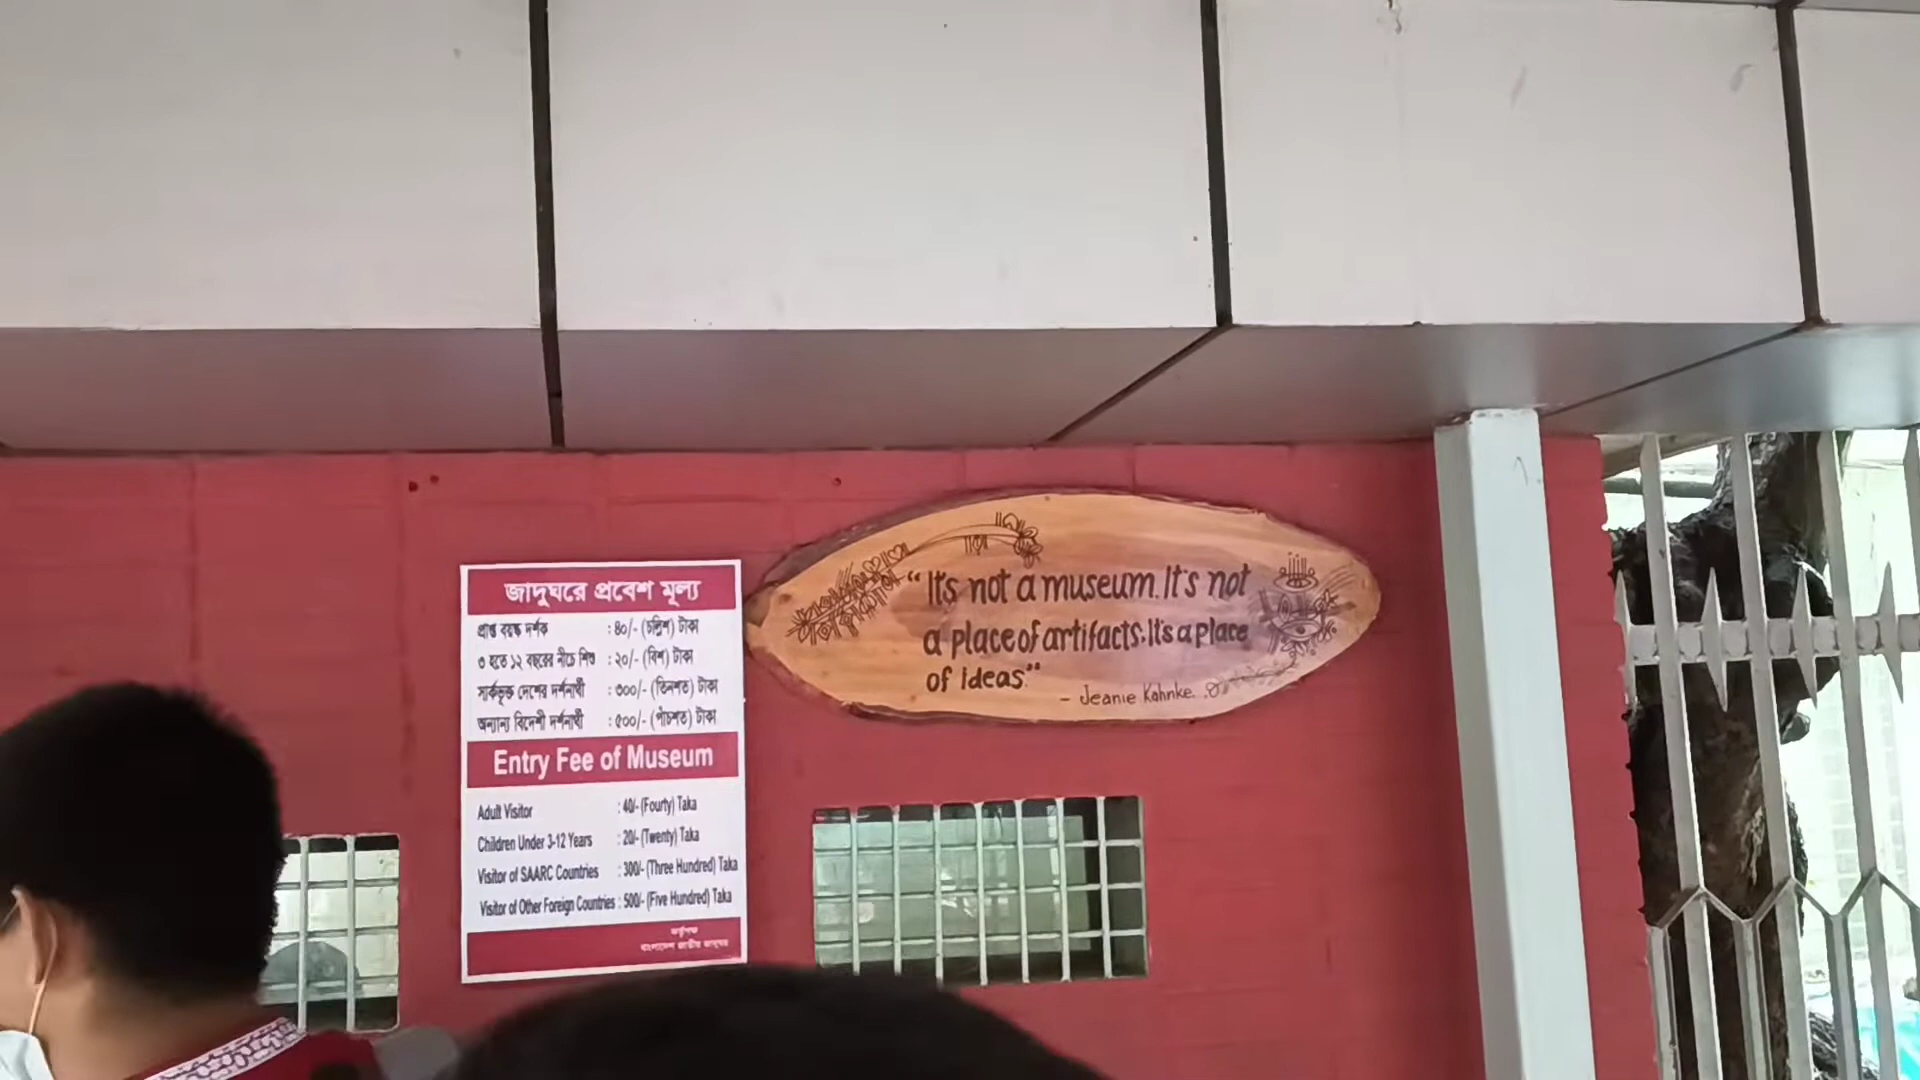 জাদুঘরে প্রবেশ মূল্য
প্রাপ্ত বয়স্ক দর্শক : ৪০/- (চল্লিশ) টাকা
৩ হতে ১২ বছরের নীচে শিশু : ২০/- (বিশ) টাকা
সার্কভুক্ত দেশের দর্শনার্থী : ৩০০/- (তিনশত) টাকা
অন্যান্য বিদেশী দর্শনার্থী : ৫০০/- (পাঁচশত) টাকা
Entry Fee of Museum
Adult Visitor : 40/- (Fourty) Taka
Children Under 3-12 Years : 20/- (Twenty) Taka
Visitor of SAARC Countries : 300/- (Three Hundred) Taka
Visitor of Other Foreign Countries : 500/- (Five Hundred) Taka
কর্তৃপক্ষ
বাংলাদেশ জাতীয় জাদুঘর
“It's not a museum. It's not
a place of artifacts. It's a place
of ideas”
- Jeanie Kahnke.